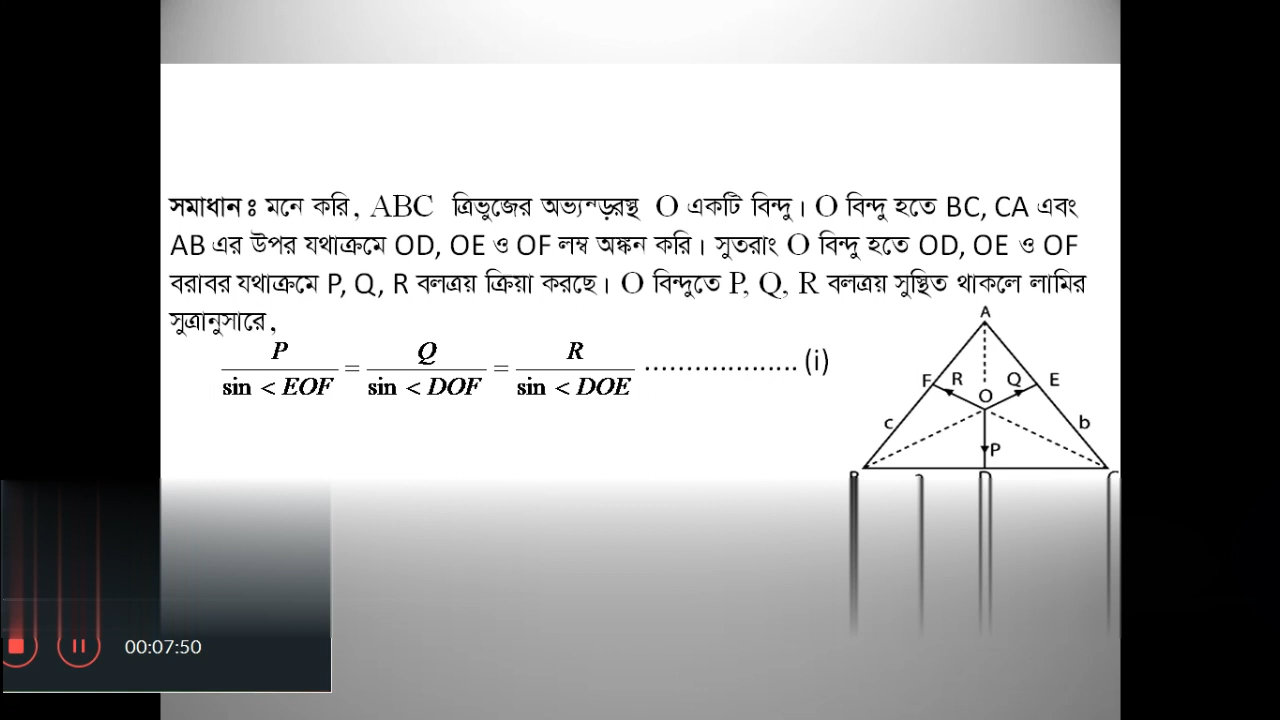 সমাধানঃ মনে করি, ABC ত্রিভুজের অভ্যন্ড়রস্থ O একটি বিন্দু। O বিন্দু হতে BC, CA এবং
AB এর উপর যথাক্রমে OD, OE ও OF লম্ব অঙ্কন করি। সুতরাং O বিন্দু হতে OD, OE ও OF
বরাবর যথাক্রমে P, Q, R বলত্রয় ক্রিয়া করছে। O বিন্দুতে P, Q, R বলত্রয় সুস্থিত থাকলে লামির
সুত্রানুসারে,
P/sin < EOF = Q/sin < DOF = R/sin < DOE ................... (i)
A
F R Q E
O
c b
P
00:07:50